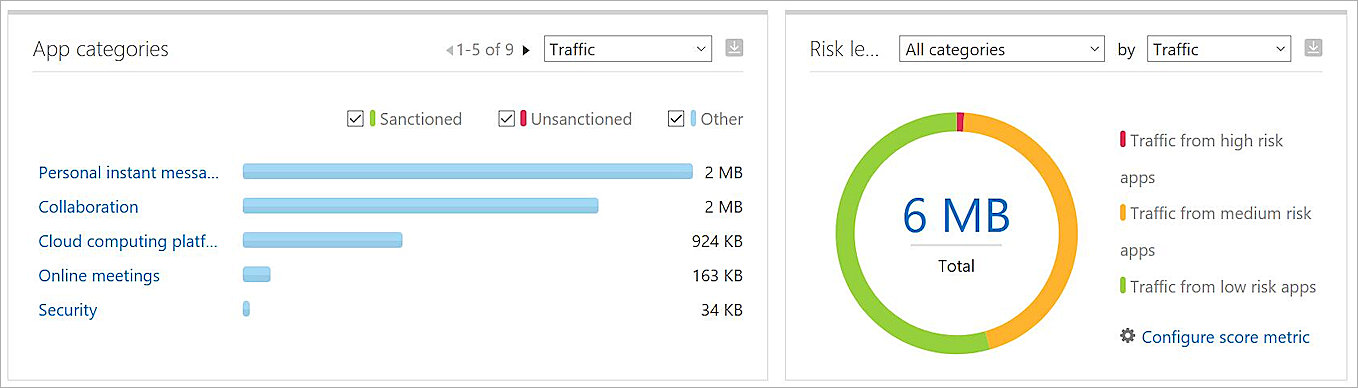 App categories
1-5 of 9
Traffic
Sanctioned
Unsanctioned
Other
Personal instant messa...
2 MB
Collaboration
2 MB
Cloud computing platf...
924 KB
Online meetings
163 KB
Security
34 KB
Risk le...
All categories
by
Traffic
6 MB
Total
Traffic from high risk
apps
Traffic from medium risk
apps
Traffic from low risk apps
Configure score metric